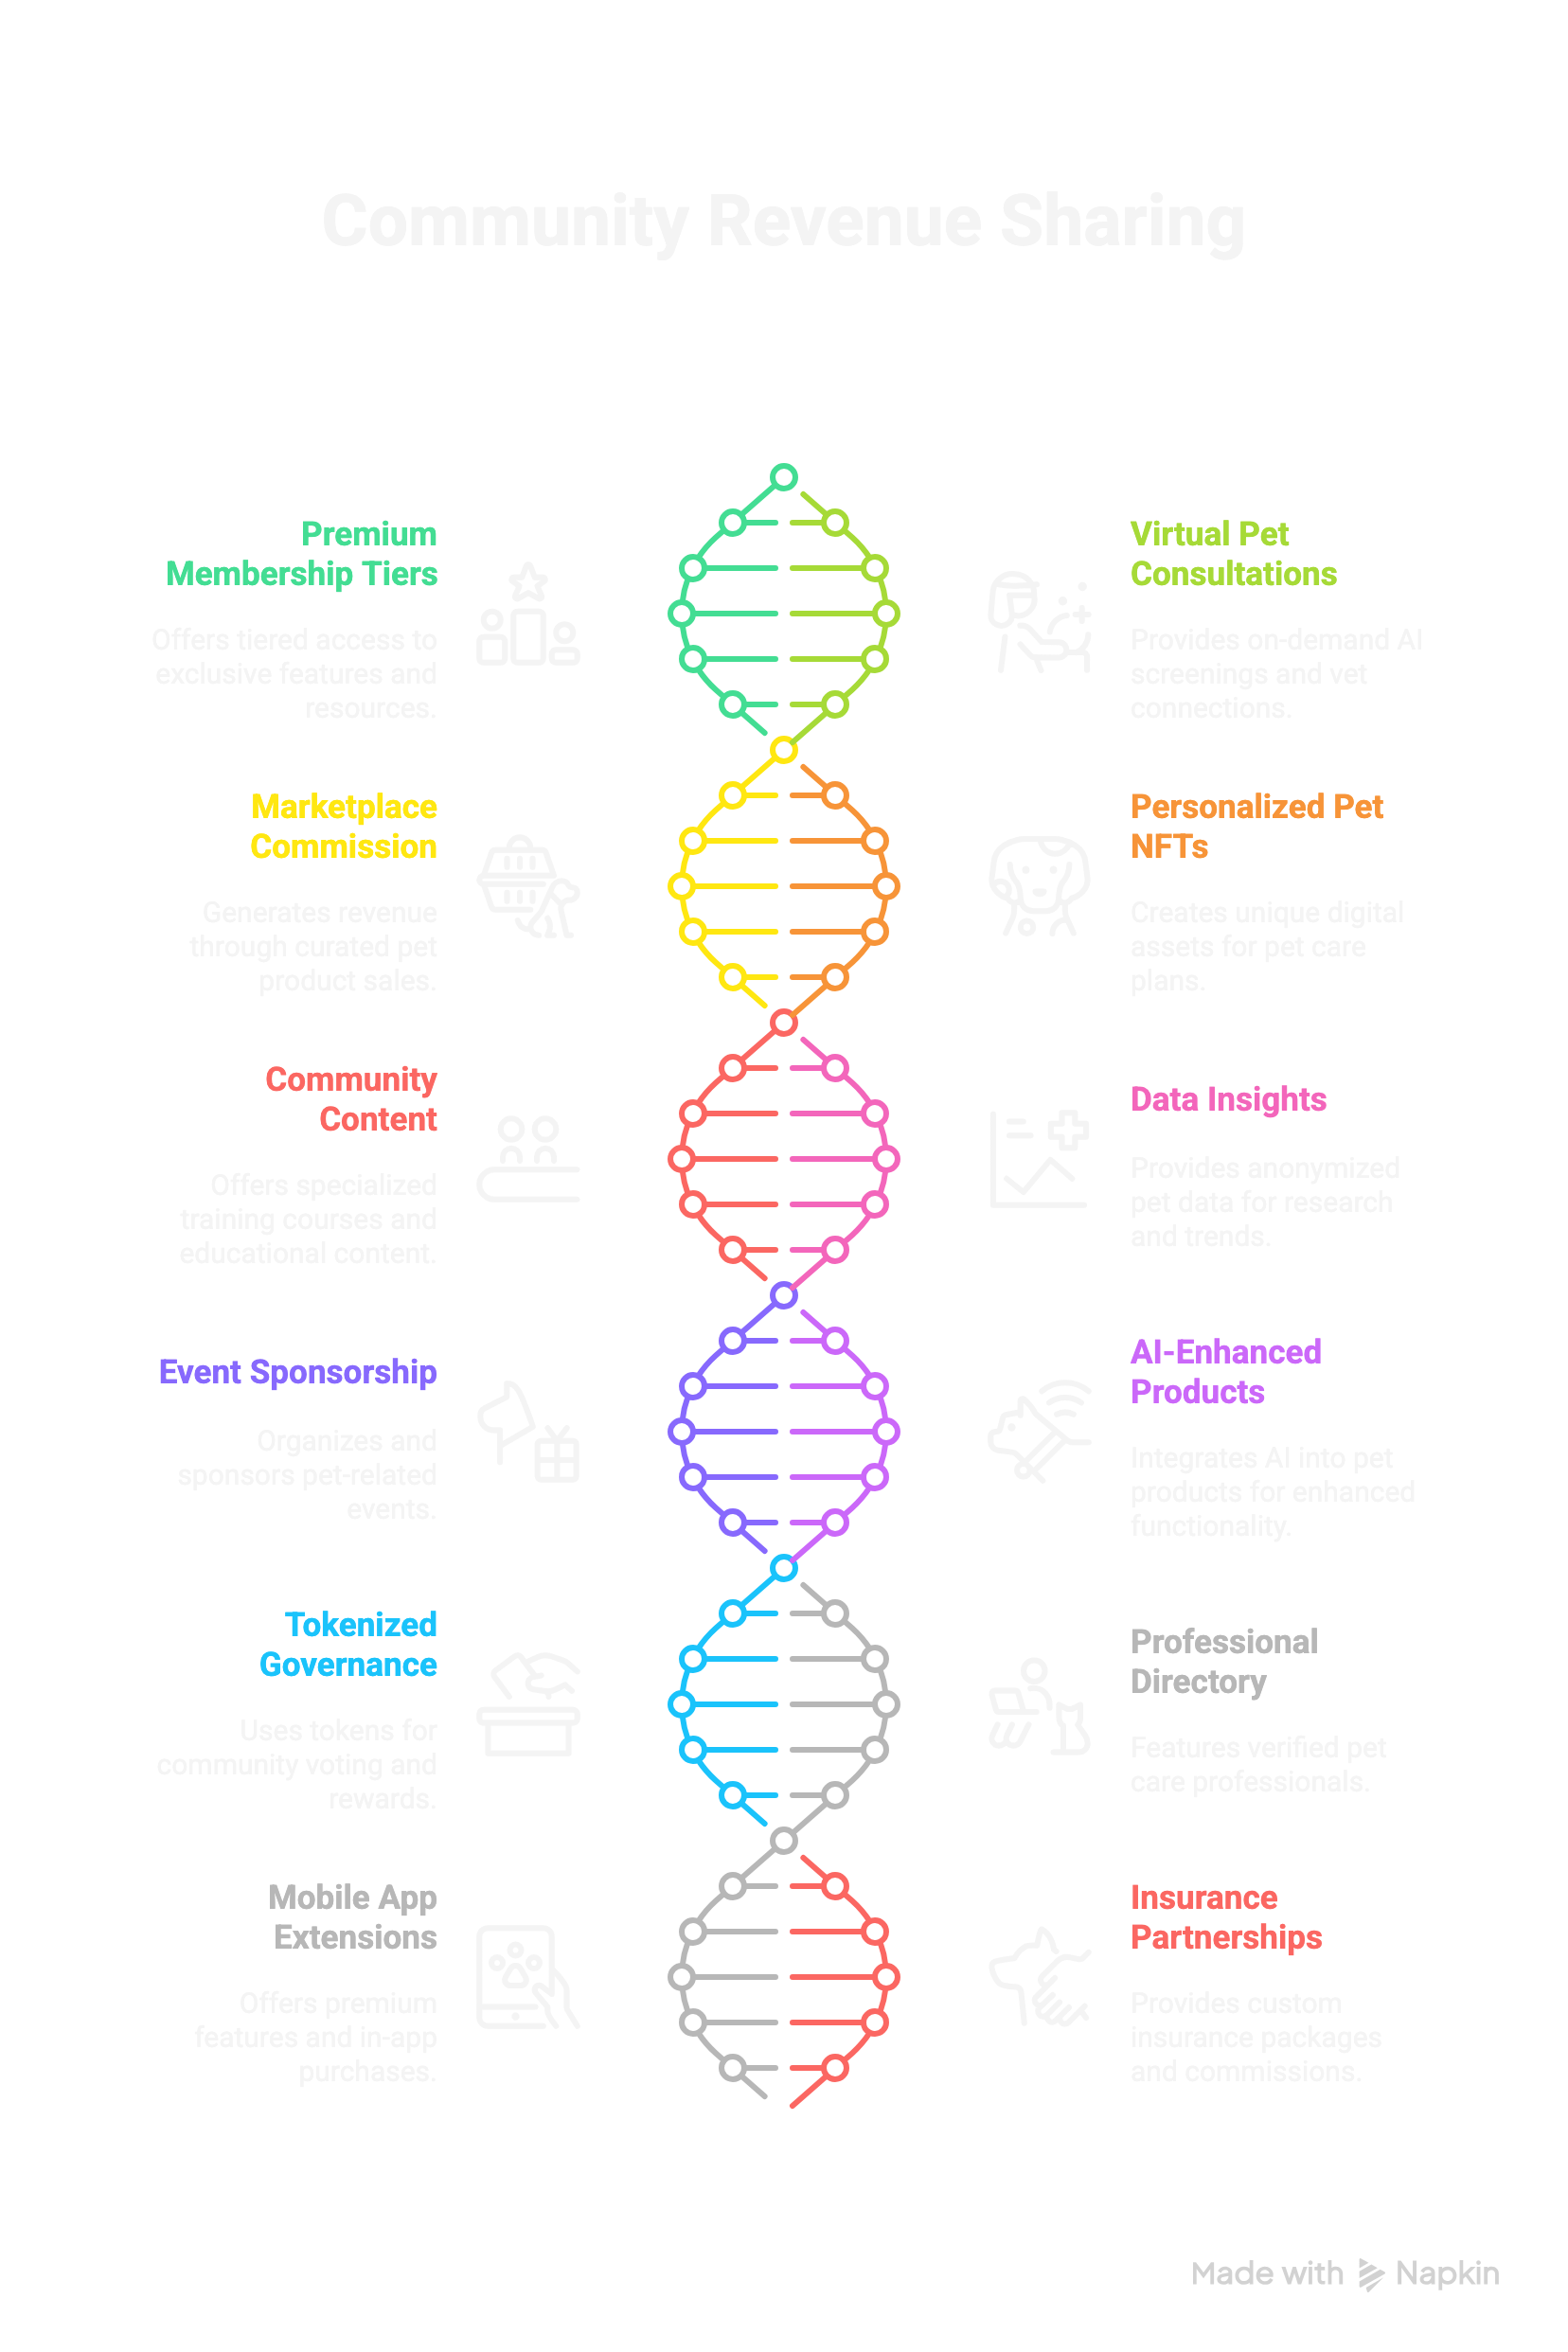 Community Revenue Sharing
Premium
Membership Tiers
Offers tiered access to
exclusive features and
resources.
Virtual Pet
Consultations
Provides on-demand AI
screenings and vet
connections.
Marketplace
Commission
Generates revenue
through curated pet
product sales.
Personalized Pet
NFTs
Creates unique digital
assets for pet care
plans.
Community
Content
Offers specialized
training courses and
educational content.
Data Insights
Provides anonymized
pet data for research
and trends.
Event Sponsorship
Organizes and
sponsors pet-related
events.
AI-Enhanced
Products
Integrates AI into pet
products for enhanced
functionality.
Tokenized
Governance
Uses tokens for
community voting and
rewards.
Professional
Directory
Features verified pet
care professionals.
Mobile App
Extensions
Offers premium
features and in-app
purchases.
Insurance
Partnerships
Provides custom
insurance packages
and commissions.
Made with Napkin